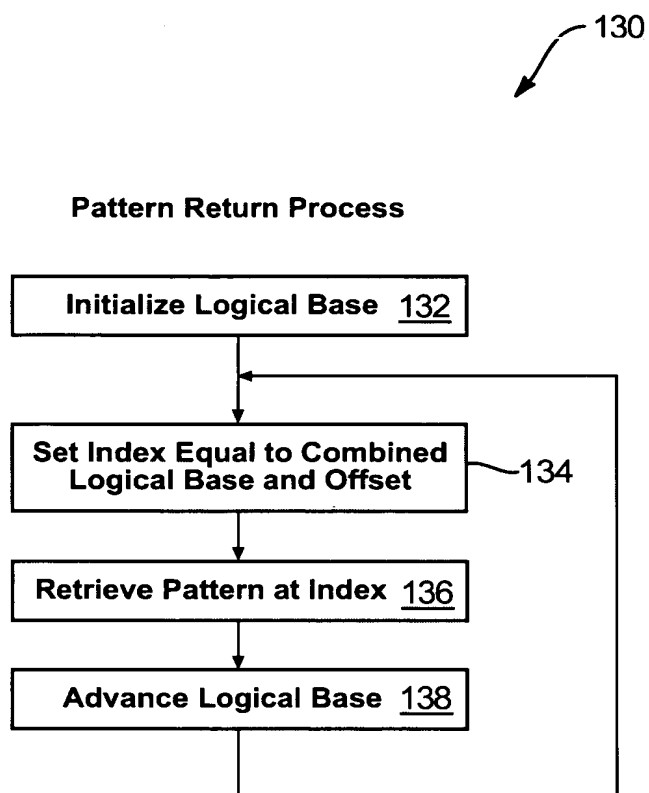 130
Pattern Return Process
Initialize Logical Base 132
Set Index Equal to Combined
Logical Base and Offset
134
Retrieve Pattern at Index 136
Advance Logical Base 138